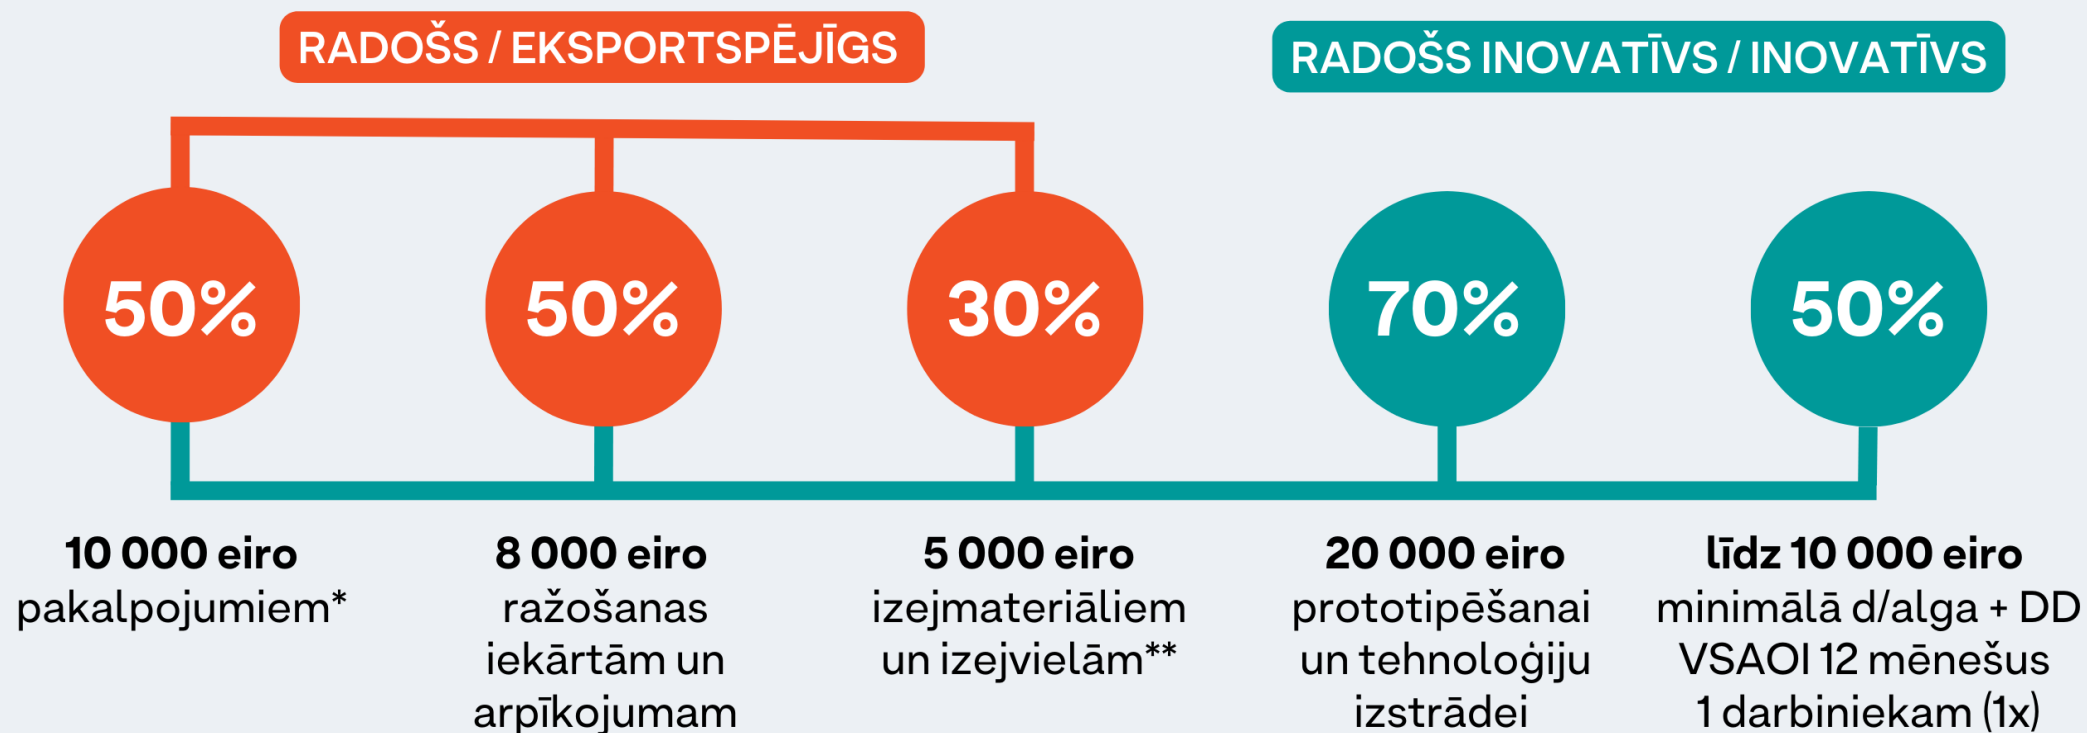 RADOŠS / EKSPORTSPĒJĪGS
RADOŠS INOVATĪVS / INOVATĪVS
50%
50%
30%
70%
50%
10 000 eiro
pakalpojumiem*
8 000 eiro
ražošanas
iekārtām un
arpīkojumam
5 000 eiro
izejmateriāliem
un izejvielām**
20 000 eiro
prototipēšanai
un tehnoloģiju
izstrādei
līdz 10 000 eiro
minimālā d/alga + DD
VSAOI 12 mēnešus
1 darbiniekam (1x)